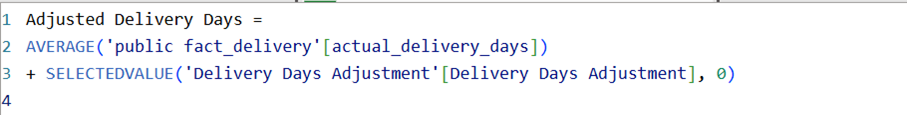 1 Adjusted Delivery Days =
2 AVERAGE('public fact_delivery'[actual_delivery_days])
3 + SELECTEDVALUE('Delivery Days Adjustment'[Delivery Days Adjustment], 0)
4